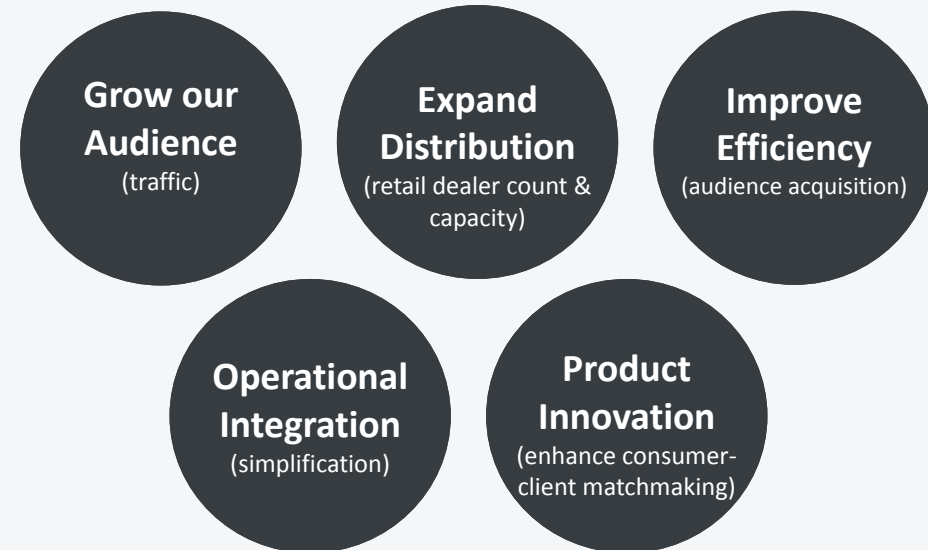 Grow our
Audience
(traffic)
Expand
Distribution
(retail dealer count &
capacity)
Improve
Efficiency
(audience acquisition)
Operational
Integration
(simplification)
Product
Innovation
(enhance consumer-
client matchmaking)